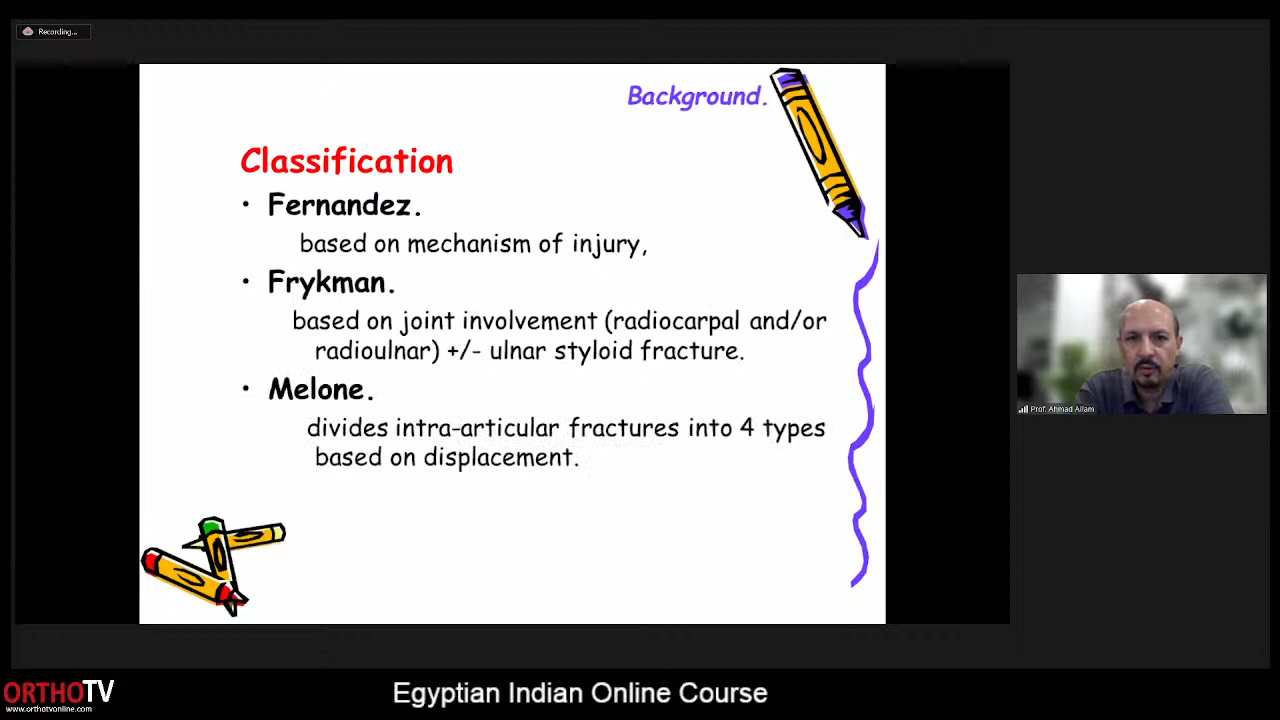 Recording...
Background.
Classification
• Fernandez.
based on mechanism of injury,
• Frykman.
based on joint involvement (radiocarpal and/or
radioulnar) +/- ulnar styloid fracture.
• Melone.
divides intra-articular fractures into 4 types
based on displacement.
Prof. Ahmad Allam
ORTHOTV
www.orthotvonline.com
Egyptian Indian Online Course